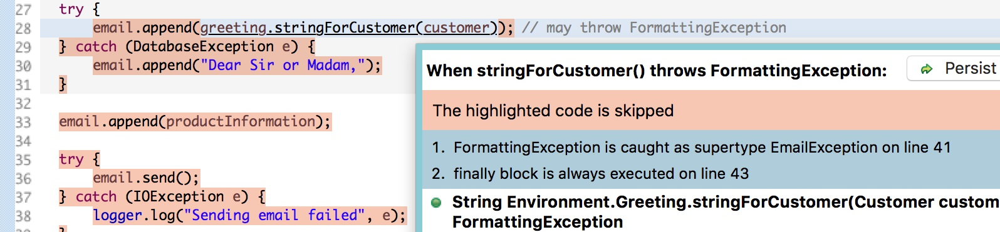 27 try {
28 email.append(greeting.stringForCustomer(customer)); // may throw FormattingException
29 } catch (DatabaseException e) {
30 email.append("Dear Sir or Madam,");
31 }
32
33 email.append(productInformation);
34
35 try {
36 email.send();
37 } catch (IOException e) {
38 logger.log("Sending email failed", e);
When stringForCustomer() throws FormattingException:
Persist
The highlighted code is skipped
1. FormattingException is caught as supertype EmailException on line 41
2. finally block is always executed on line 43
String Environment.Greeting.stringForCustomer(Customer custom
FormattingException